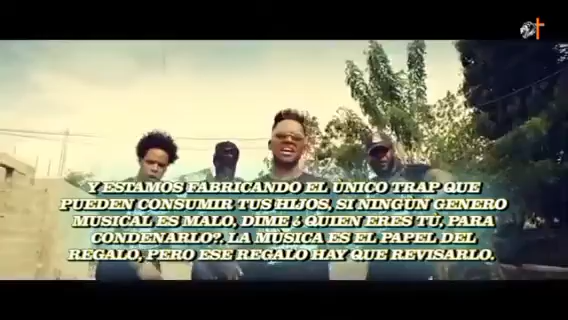 Y ESTAMOS FABRICANDO EL ÚNICO TRAP QUE
PUEDEN CONSUMIR TUS HIJOS, SI NINGÚN GENERO
MUSICAL ES MALO, DIME ¿ QUIEN ERES TÚ, PARA
CONDENARLO?. LA MÚSICA ES EL PAPEL DEL
REGALO, PERO ESE REGALO HAY QUE REVISARLO.